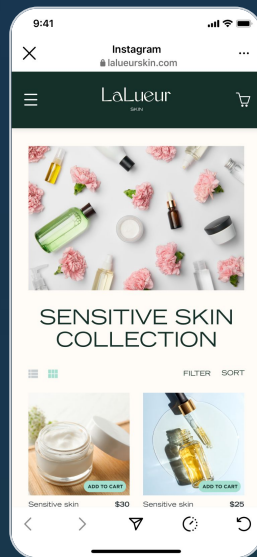 9:41
Instagram
lalueurskin.com
LaLueur
SKIN
SENSITIVE SKIN
COLLECTION
FILTER SORT
ADD TO CART
ADD TO CART
Sensitive skin $30
Sensitive skin $25